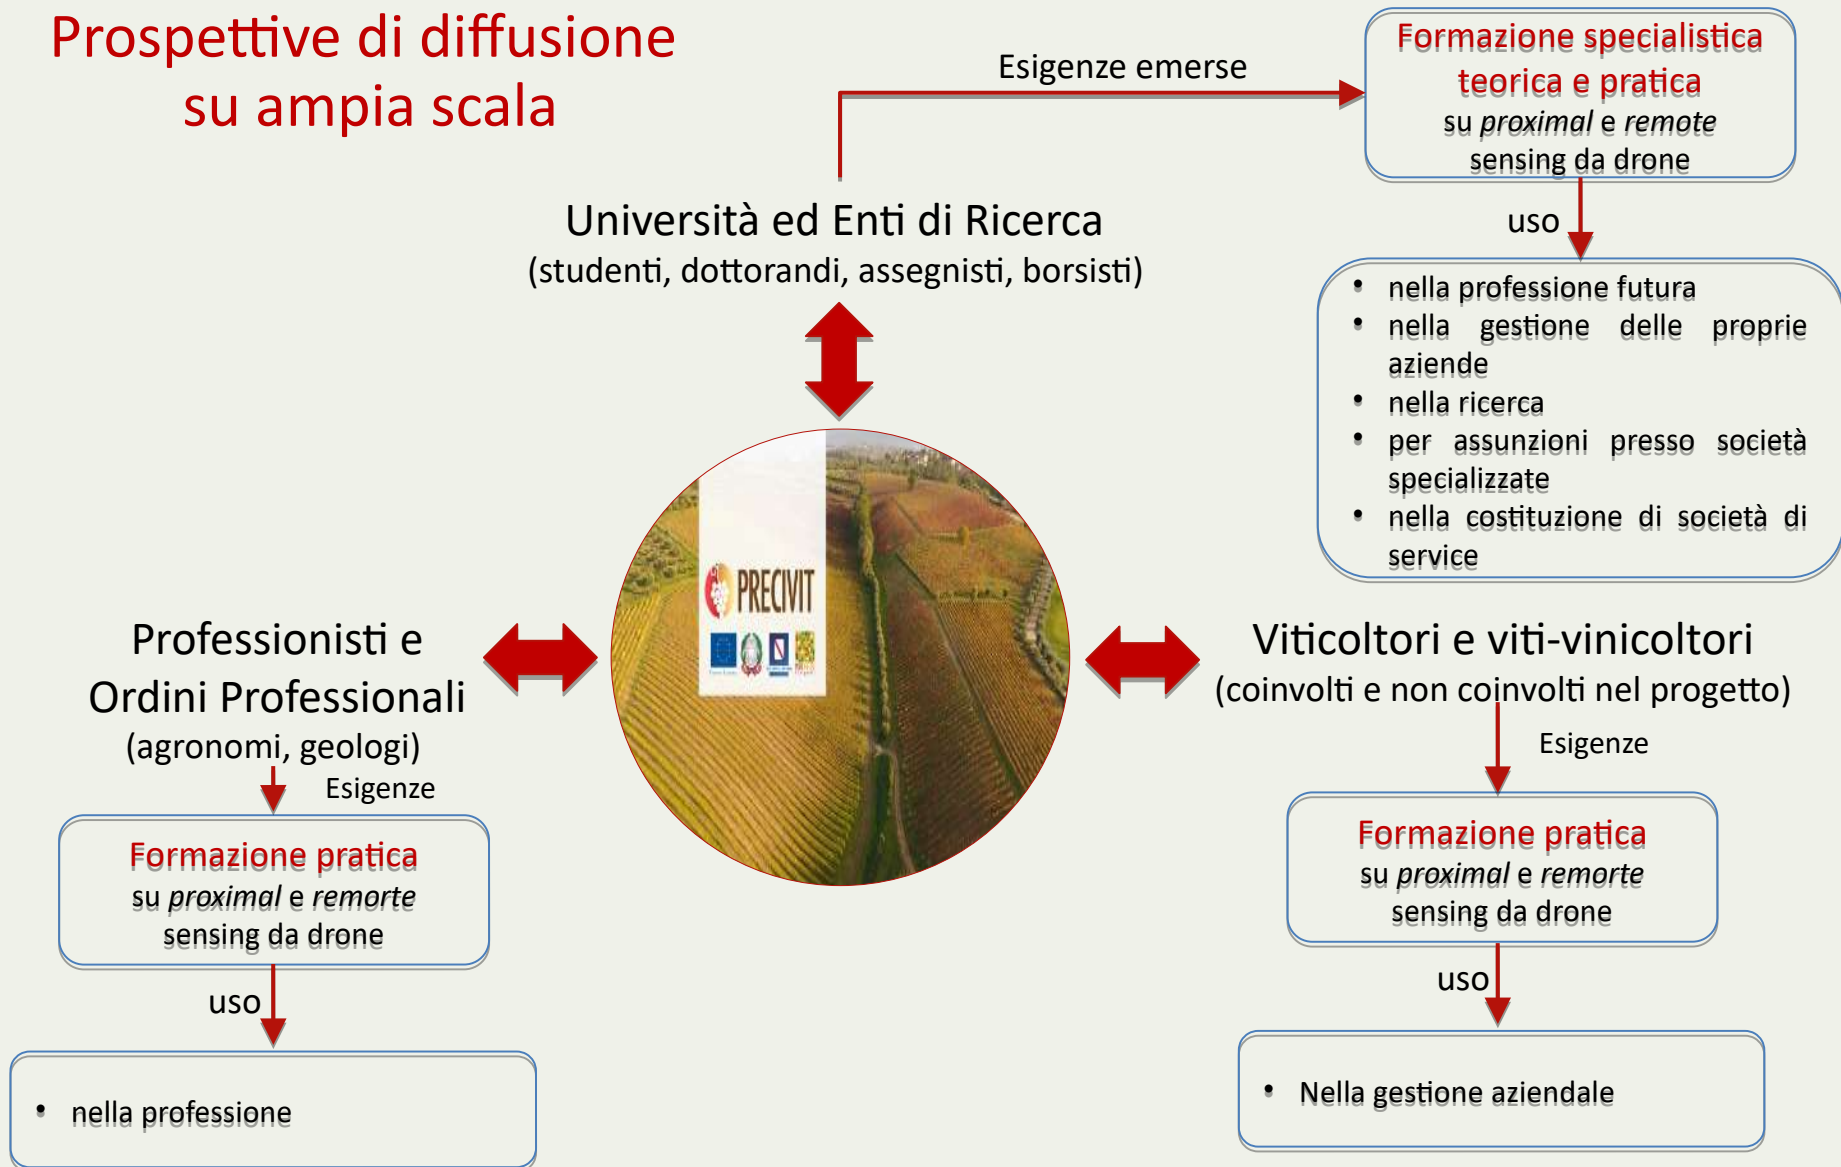 Prospettive di diffusione
su ampia scala
Esigenze emerse
Formazione specialistica
teorica e pratica
su proximal e remote
sensing da drone
uso
• nella professione futura
• nella gestione delle proprie
aziende
• nella ricerca
• per assunzioni presso società
specializzate
• nella costituzione di società di
service
Università ed Enti di Ricerca
(studenti, dottorandi, assegnisti, borsisti)
PRECIVIT
Professionisti e
Ordini Professionali
(agronomi, geologi)
Esigenze
Formazione pratica
su proximal e remorte
sensing da drone
uso
• nella professione
Viticoltori e viti-vinicoltori
(coinvolti e non coinvolti nel progetto)
Esigenze
Formazione pratica
su proximal e remorte
sensing da drone
uso
• Nella gestione aziendale